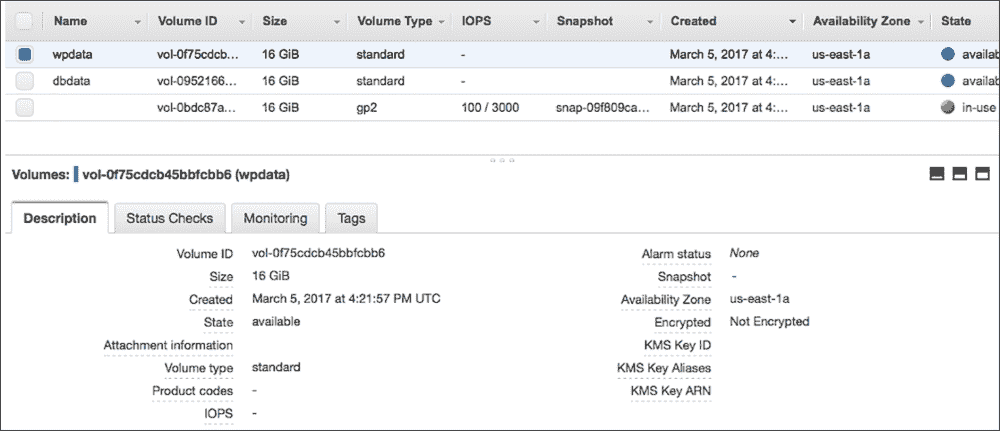 Name Volume ID Size Volume Type IOPS Snapshot Created Availability Zone State
wpdata vol-0f75cdcb... 16 GiB standard - March 5, 2017 at 4:... us-east-1a availa
dbdata vol-0952166... 16 GiB standard - March 5, 2017 at 4:... us-east-1a availa
vol-0bdc87a... 16 GiB gp2 100 / 3000 snap-09f809ca... March 5, 2017 at 4:... us-east-1a in-use
Volumes: vol-0f75cdcb45bbfcbb6 (wpdata)
Description Status Checks Monitoring Tags
Volume ID vol-0f75cdcb45bbfcbb6 Alarm status None
Size 16 GiB Snapshot -
Created March 5, 2017 at 4:21:57 PM UTC Availability Zone us-east-1a
State available Encrypted Not Encrypted
Attachment information KMS Key ID
Volume type standard KMS Key Aliases
Product codes - KMS Key ARN
IOPS -